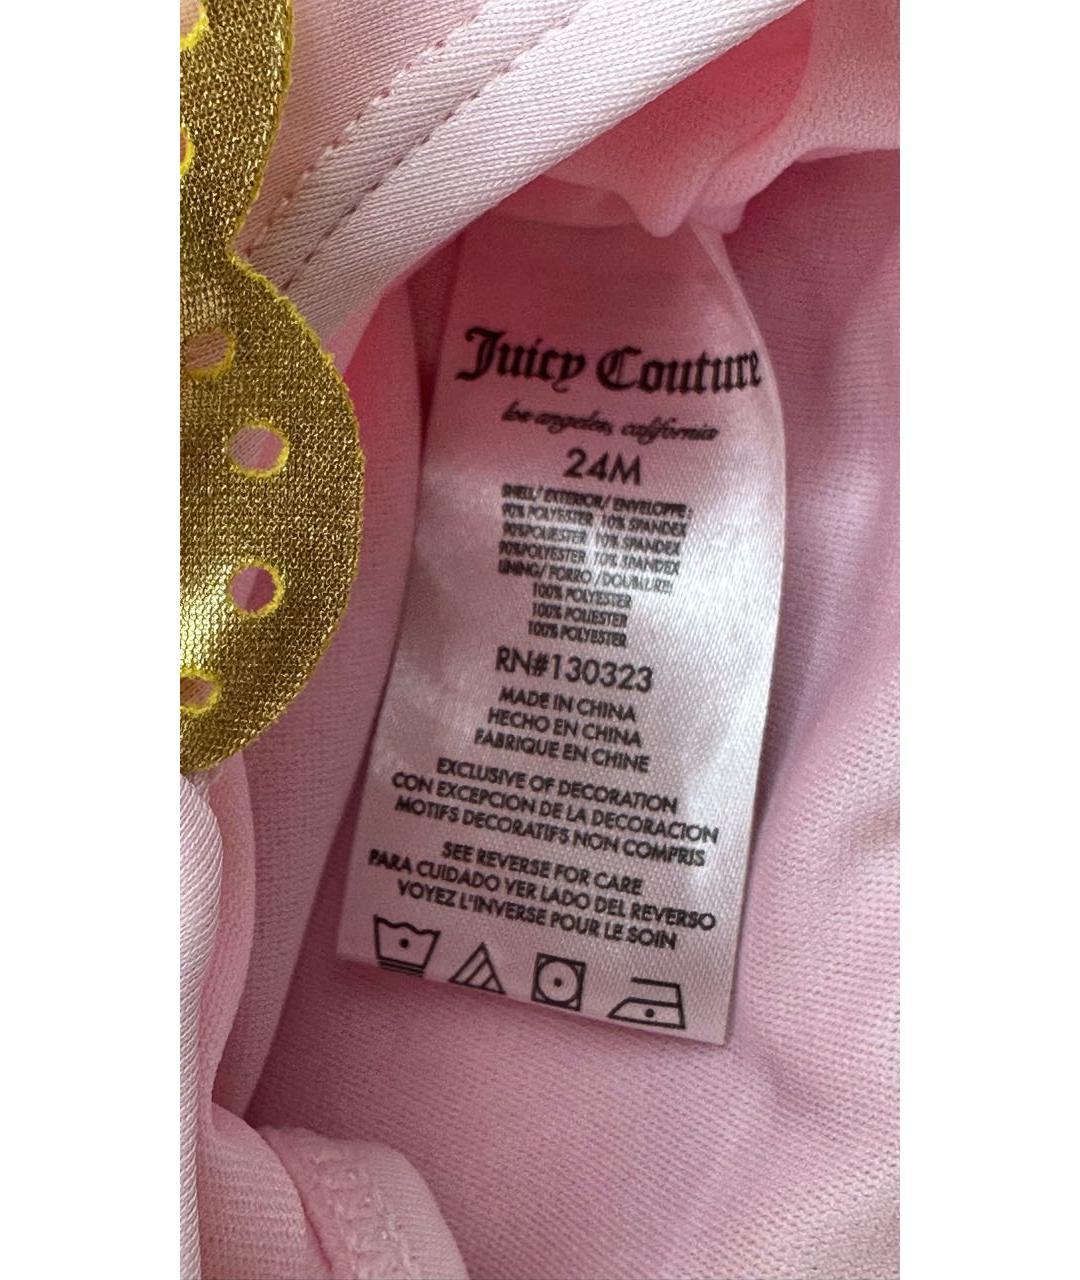 Juicy Couture
los angeles, california
24M
SHELL/ EXTERIOR/ ENVELOPPE:
90% POLYESTER 10% SPANDEX
90%POLIESTER 10% SPANDEX
90%POLYESTER 10% SPANDEX
LINING/ FORRO /DOUBLURE:
100% POLYESTER
100% POLIESTER
100% POLYESTER
RN#130323
MADE IN CHINA
HECHO EN CHINA
FABRIQUE EN CHINE
EXCLUSIVE OF DECORATION
CON EXCEPCION DE LA DECORACION
MOTIFS DECORATIFS NON COMPRIS
SEE REVERSE FOR CARE
PARA CUIDADO VER LADO DEL REVERSO
VOYEZ L'INVERSE POUR LE SOIN